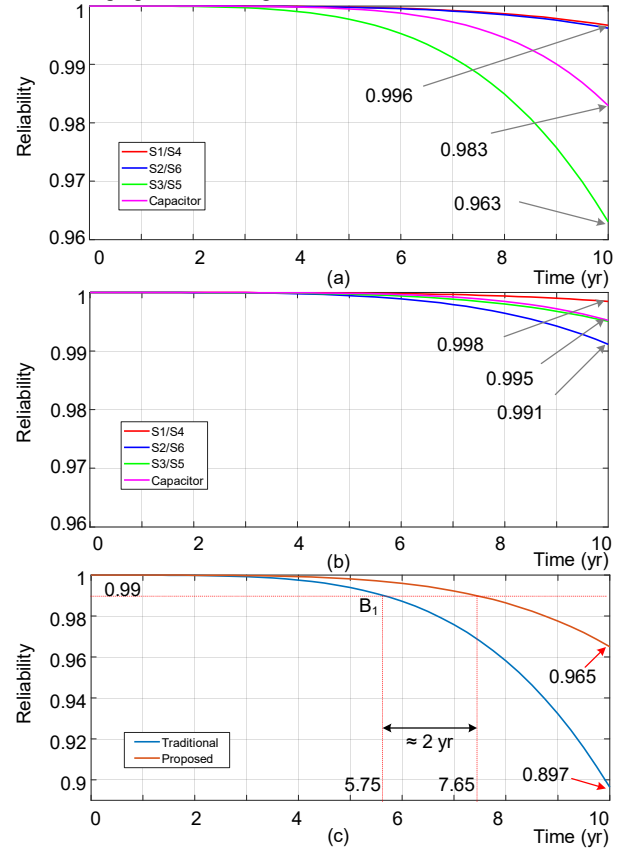 1
0.99
0.98
0.97
0.96
Reliability
0.996
0.983
0.963
S1/S4
S2/S6
S3/S5
Capacitor
0 2 4 6 8 10
(a)
Time (yr)
1
0.99
0.98
0.97
0.96
Reliability
0.998
0.995
0.991
S1/S4
S2/S6
S3/S5
Capacitor
0 2 4 6 8 10
(b)
Time (yr)
1
0.98
0.96
0.94
0.92
0.9
Reliability
0.99
B1
0.965
≈ 2 yr
Traditional
Proposed
5.75
7.65
0.897
0 2 4 6 8 10
(c)
Time (yr)